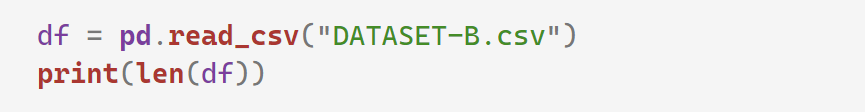 df = pd.read_csv("DATASET-B.csv")
print(len(df))